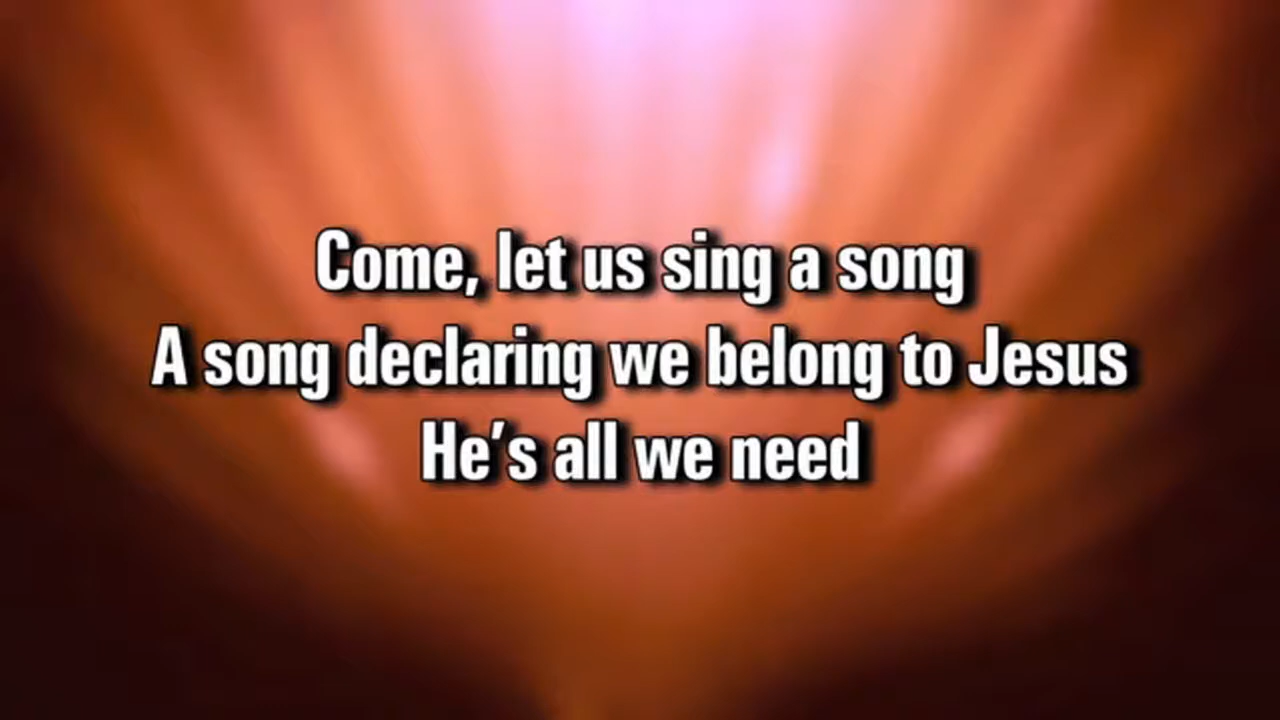 Come, let us sing a song
A song declaring we belong to Jesus
He's all we need